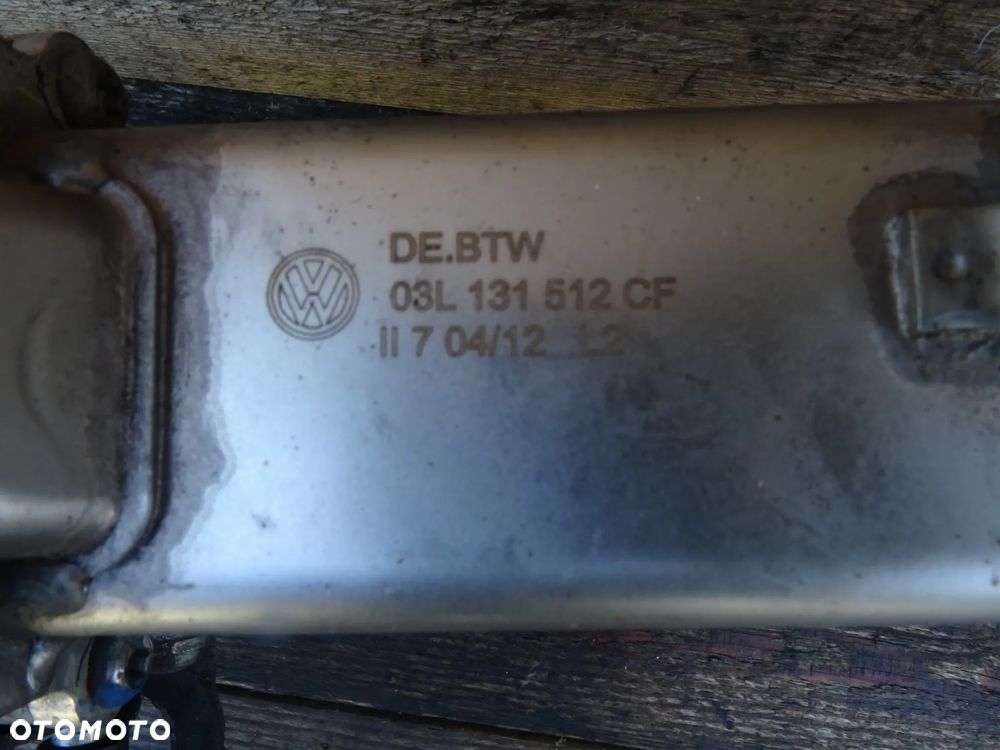 DE.BTW
03L 131 512 CF
II 7 04/12 L2
OTOMOTO